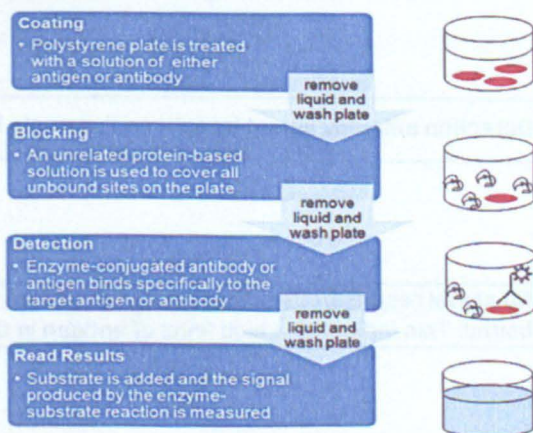 Coating
• Polystyrene plate is treated
with a solution of either
antigen or antibody
remove
liquid and
wash plate
Blocking
• An unrelated protein-based
solution is used to cover all
unbound sites on the plate
remove
liquid and
wash plate
Detection
• Enzyme-conjugated antibody or
antigen binds specifically to the
target antigen or antibody
remove
liquid and
wash plate
Read Results
• Substrate is added and the signal
produced by the enzyme-
substrate reaction is measured